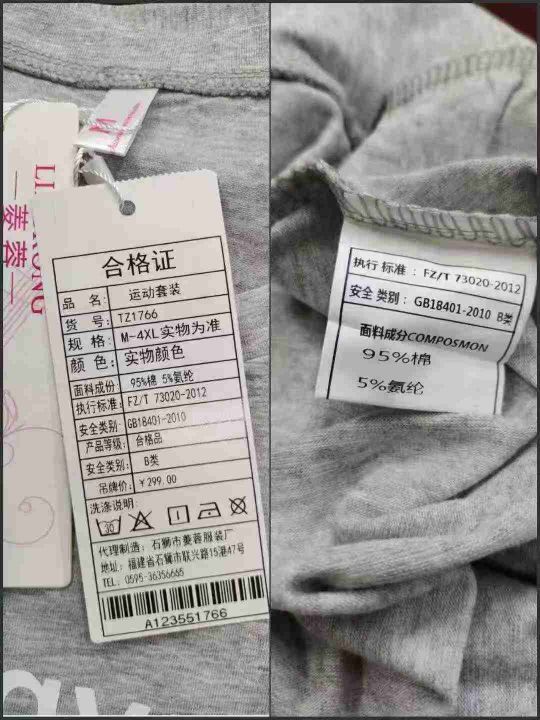 合格证
品 名: 运动套装
货 号: TZ1766
规 格: M~4XL实物为准
颜 色: 实物颜色
面料成份: 95%棉 5%氨纶
执行标准: FZ/T 73020-2012
安全类别: GB18401-2010
产品等级: 合格品
安全类别: B类
吊牌价: ￥299.00
洗涤说明:
30
代理制造: 石狮市蔓蓉服装厂
地址: 福建省石狮市联兴路15港47号
TEL: 0595-36356665
A123551766
M
执行 标准 : FZ/T 73020-2012
安全 类别 : GB18401-2010 B类
面料成分COMPOSMON
95%棉
5%氨纶